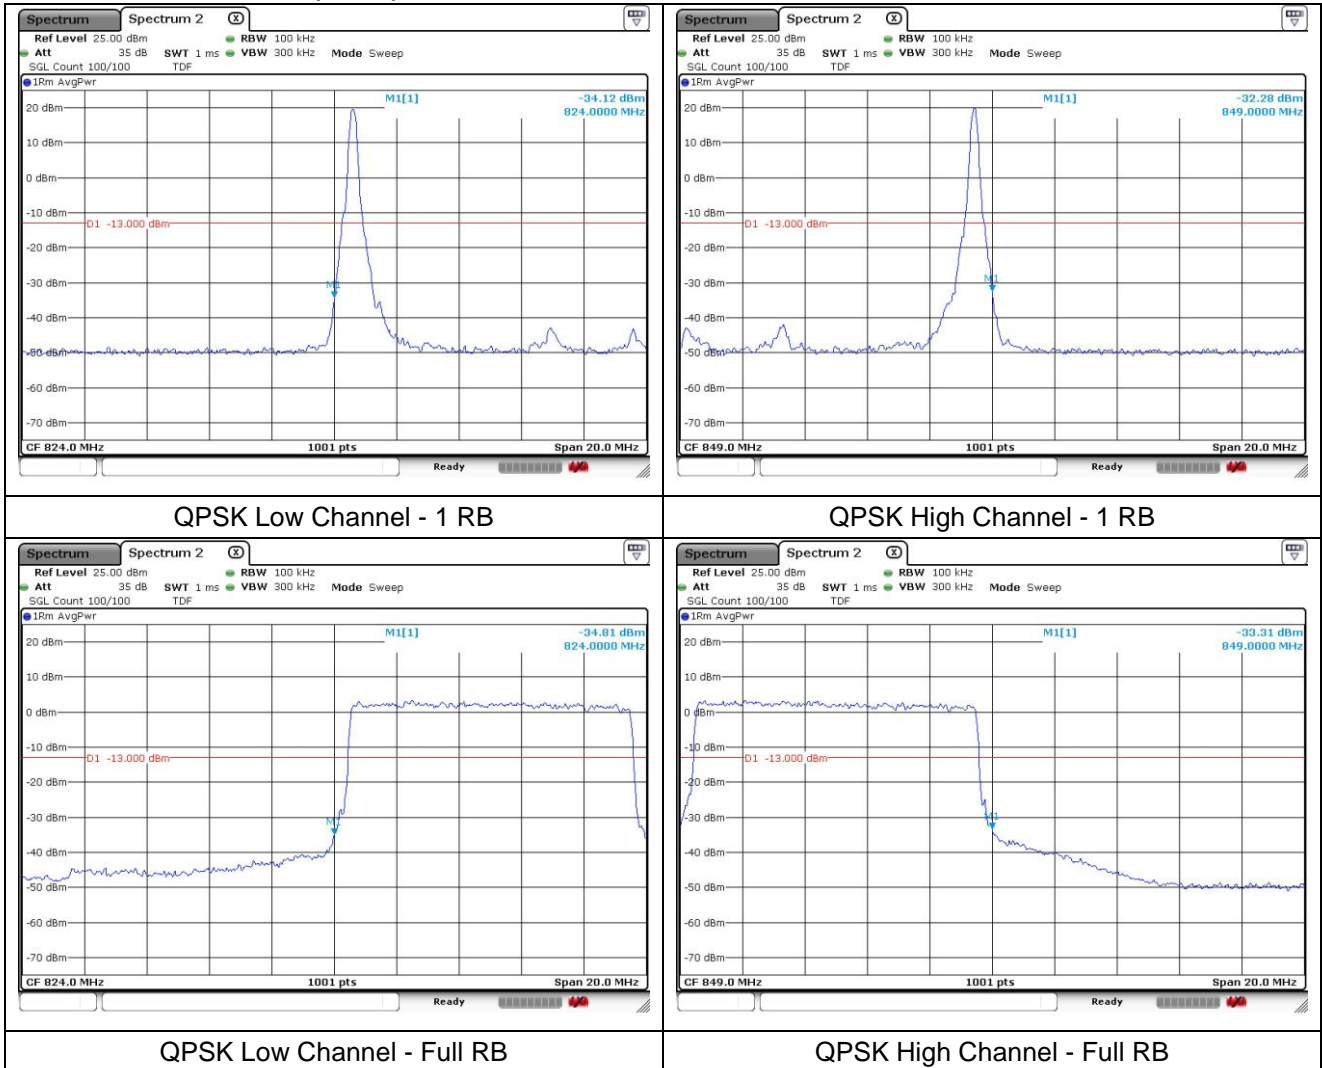 Spectrum Spectrum 2 X
Ref Level 25.00 dBm RBW 100 kHz
Att 35 dB SWT 1 ms VBW 300 kHz Mode Sweep
SGL Count 100/100 TDF
1Rm AvgPwr
M1[1] -34.12 dBm
824.0000 MHz
20 dBm
10 dBm
0 dBm
-10 dBm
D1 -13.000 dBm
-20 dBm
-30 dBm
M1
-40 dBm
-50 dBm
-60 dBm
-70 dBm
CF 824.0 MHz 1001 pts Span 20.0 MHz
Ready
QPSK Low Channel - 1 RB
Spectrum Spectrum 2 X
Ref Level 25.00 dBm RBW 100 kHz
Att 35 dB SWT 1 ms VBW 300 kHz Mode Sweep
SGL Count 100/100 TDF
1Rm AvgPwr
M1[1] -32.28 dBm
849.0000 MHz
20 dBm
10 dBm
0 dBm
-10 dBm
D1 -13.000 dBm
-20 dBm
-30 dBm
M1
-40 dBm
-50 dBm
-60 dBm
-70 dBm
CF 849.0 MHz 1001 pts Span 20.0 MHz
Ready
QPSK High Channel - 1 RB
Spectrum Spectrum 2 X
Ref Level 25.00 dBm RBW 100 kHz
Att 35 dB SWT 1 ms VBW 300 kHz Mode Sweep
SGL Count 100/100 TDF
1Rm AvgPwr
M1[1] -34.81 dBm
824.0000 MHz
20 dBm
10 dBm
0 dBm
-10 dBm
D1 -13.000 dBm
-20 dBm
-30 dBm
M1
-40 dBm
-50 dBm
-60 dBm
-70 dBm
CF 824.0 MHz 1001 pts Span 20.0 MHz
Ready
QPSK Low Channel - Full RB
Spectrum Spectrum 2 X
Ref Level 25.00 dBm RBW 100 kHz
Att 35 dB SWT 1 ms VBW 300 kHz Mode Sweep
SGL Count 100/100 TDF
1Rm AvgPwr
M1[1] -33.31 dBm
849.0000 MHz
20 dBm
10 dBm
0 dBm
-10 dBm
D1 -13.000 dBm
-20 dBm
-30 dBm
M1
-40 dBm
-50 dBm
-60 dBm
-70 dBm
CF 849.0 MHz 1001 pts Span 20.0 MHz
Ready
QPSK High Channel - Full RB